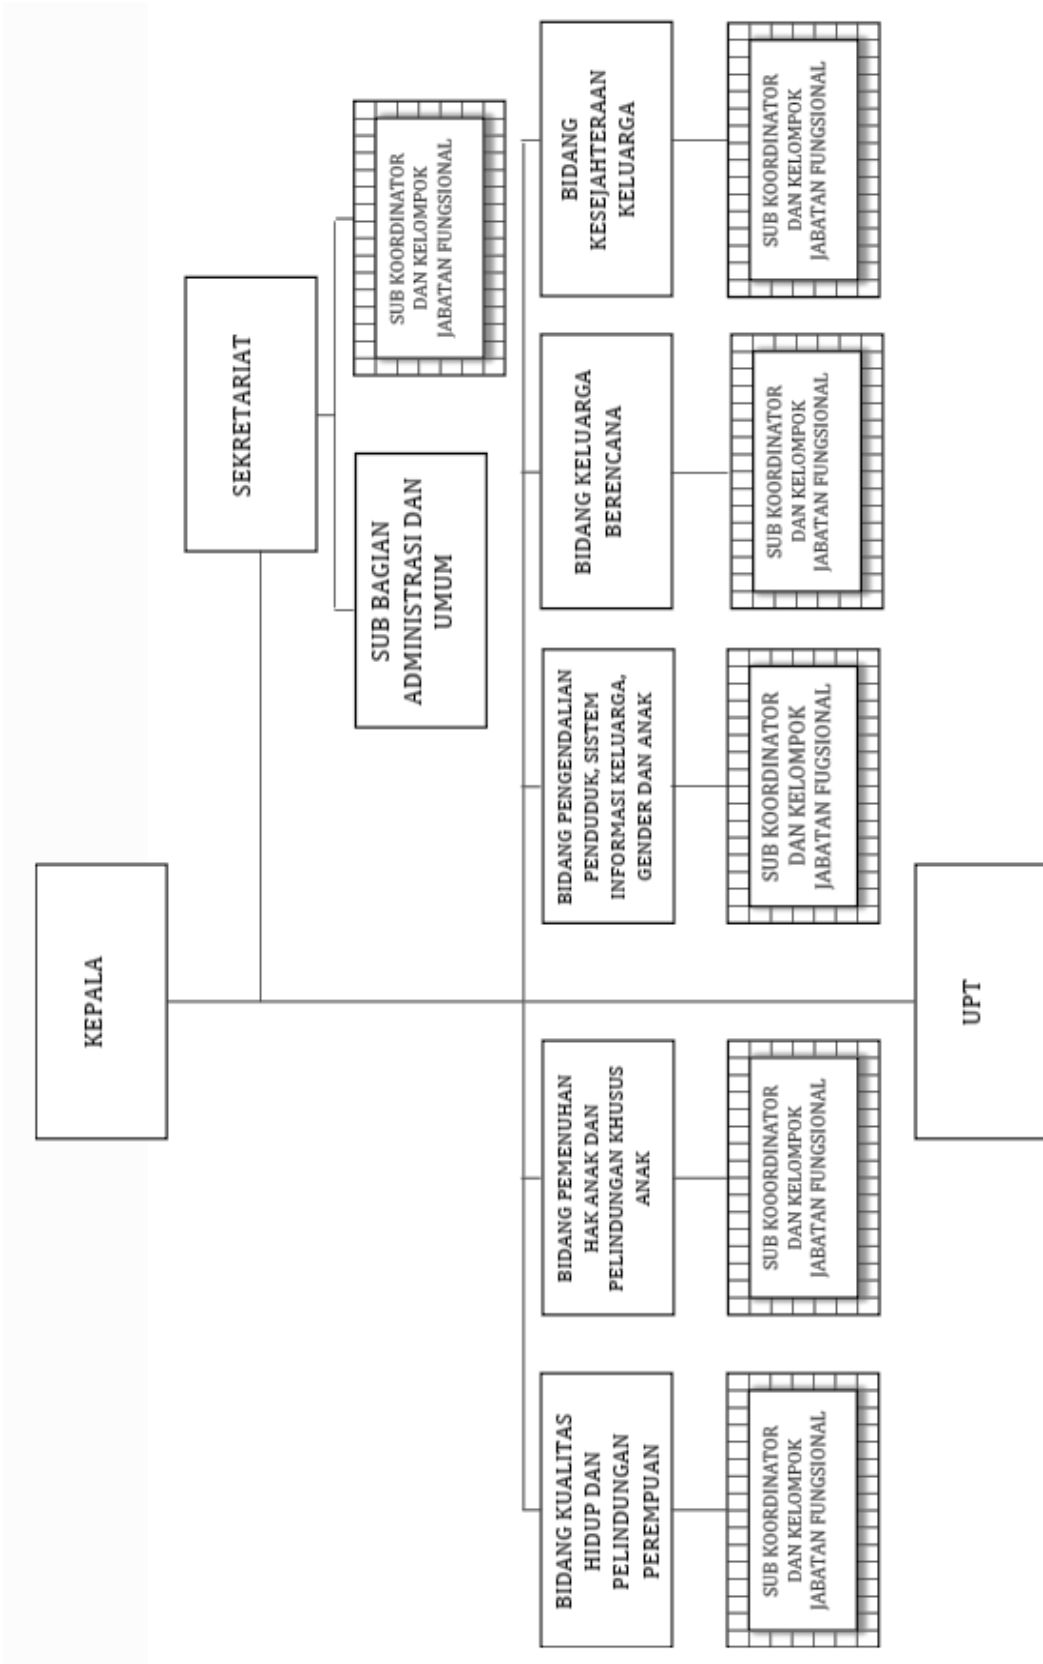 KEPALA
SEKRETARIAT
SUB BAGIAN
ADMINISTRASI DAN
UMUM
SUB KOORDINATOR
DAN KELOMPOK
JABATAN FUNGSIONAL
BIDANG KUALITAS
HIDUP DAN
PELINDUNGAN
PEREMPUAN
BIDANG PEMENUHAN
HAK ANAK DAN
PELINDUNGAN KHUSUS
ANAK
BIDANG PENGENDALIAN
PENDUDUK, SISTEM
INFORMASI KELUARGA,
GENDER DAN ANAK
BIDANG KELUARGA
BERENCANA
BIDANG
KESEJAHTERAAN
KELUARGA
SUB KOORDINATOR
DAN KELOMPOK
JABATAN FUNGSIONAL
SUB KOOORDINATOR
DAN KELOMPOK
JABATAN FUNGSIONAL
SUB KOORDINATOR
DAN KELOMPOK
JABATAN FUGSIONAL
SUB KOORDINATOR
DAN KELOMPOK
JABATAN FUNGSIONAL
SUB KOORDINATOR
DAN KELOMPOK
JABATAN FUNGSIONAL
UPT